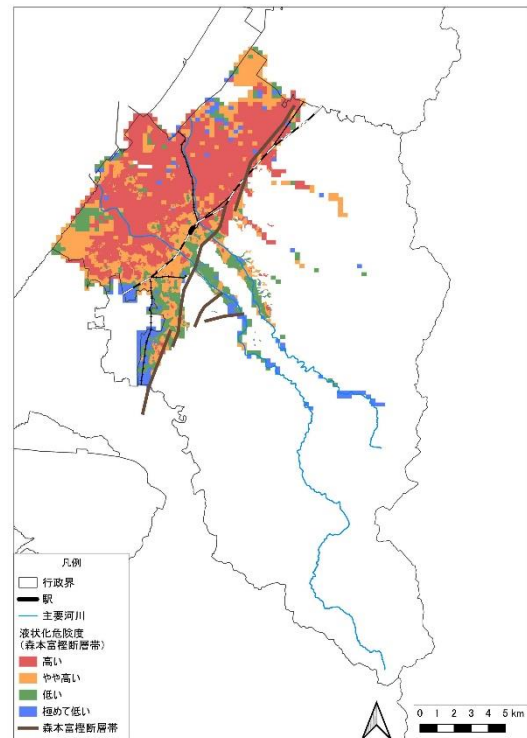 凡例
行政界
駅
主要河川
液状化危険度
(森本富樫断層帯)
高い
やや高い
低い
極めて低い
森本富樫断層帯
0 1 2 3 4 5 km